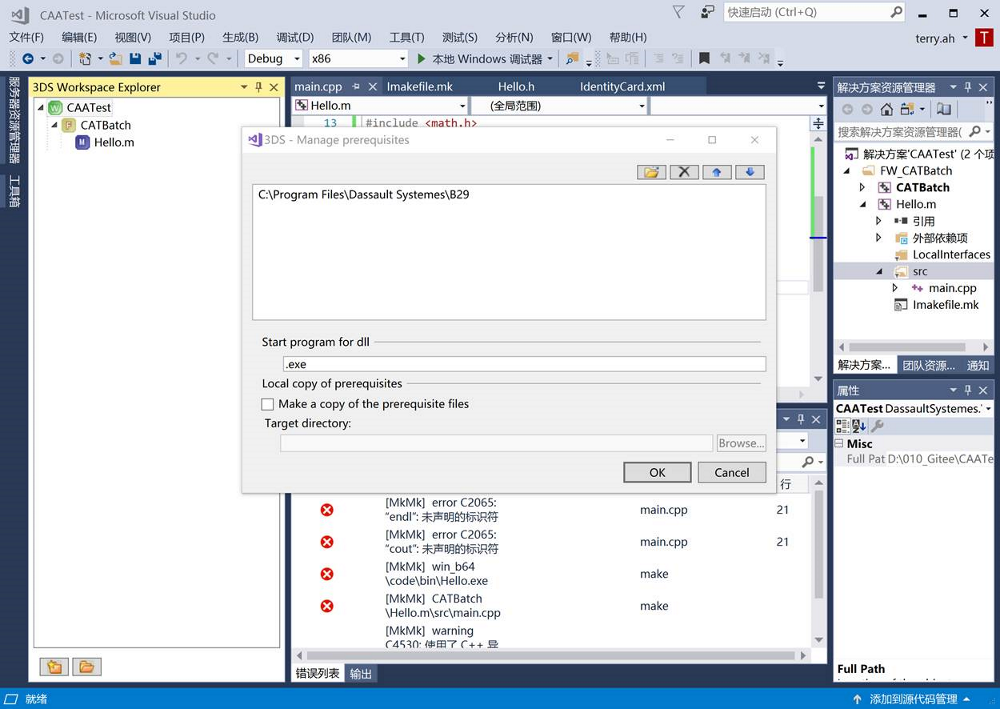 CAATest - Microsoft Visual Studio
快速启动 (Ctrl+Q)
文件(F) 编辑(E) 视图(V) 项目(P) 生成(B) 调试(D) 团队(M) 工具(T) 测试(S) 分析(N) 窗口(W) 帮助(H)
terry.ah
T
Debug
x86
本地 Windows 调试器
服务器资源管理器
工具箱
3DS Workspace Explorer
CAATest
CATBatch
Hello.m
main.cpp
Imakefile.mk
Hello.h
IdentityCard.xml
Hello.m
(全局范围)
13
#include <math.h>
3DS - Manage prerequisites
C:\Program Files\Dassault Systemes\B29
Start program for dll
.exe
Local copy of prerequisites
Make a copy of the prerequisite files
Target directory:
Browse...
OK
Cancel
行
[MkMk] error C2065:
"endl": 未声明的标识符
main.cpp
21
[MkMk] error C2065:
"cout": 未声明的标识符
main.cpp
21
[MkMk] win_b64
\code\bin\Hello.exe
make
[MkMk] CATBatch
\Hello.m\src\main.cpp
make
[MkMk] warning
C4530: 使用了 C++ 异
错误列表
输出
解决方案资源管理器
搜索解决方案资源管理器(
解决方案'CAATest' (2 个项
FW_CATBatch
CATBatch
Hello.m
引用
外部依赖项
LocalInterfaces
src
main.cpp
Imakefile.mk
解决方案...
团队资源...
通知
属性
CAATest DassaultSystemes.
Misc
Full Pat D:\010_Gitee\CAATe
Full Path
就绪
添加到源代码管理